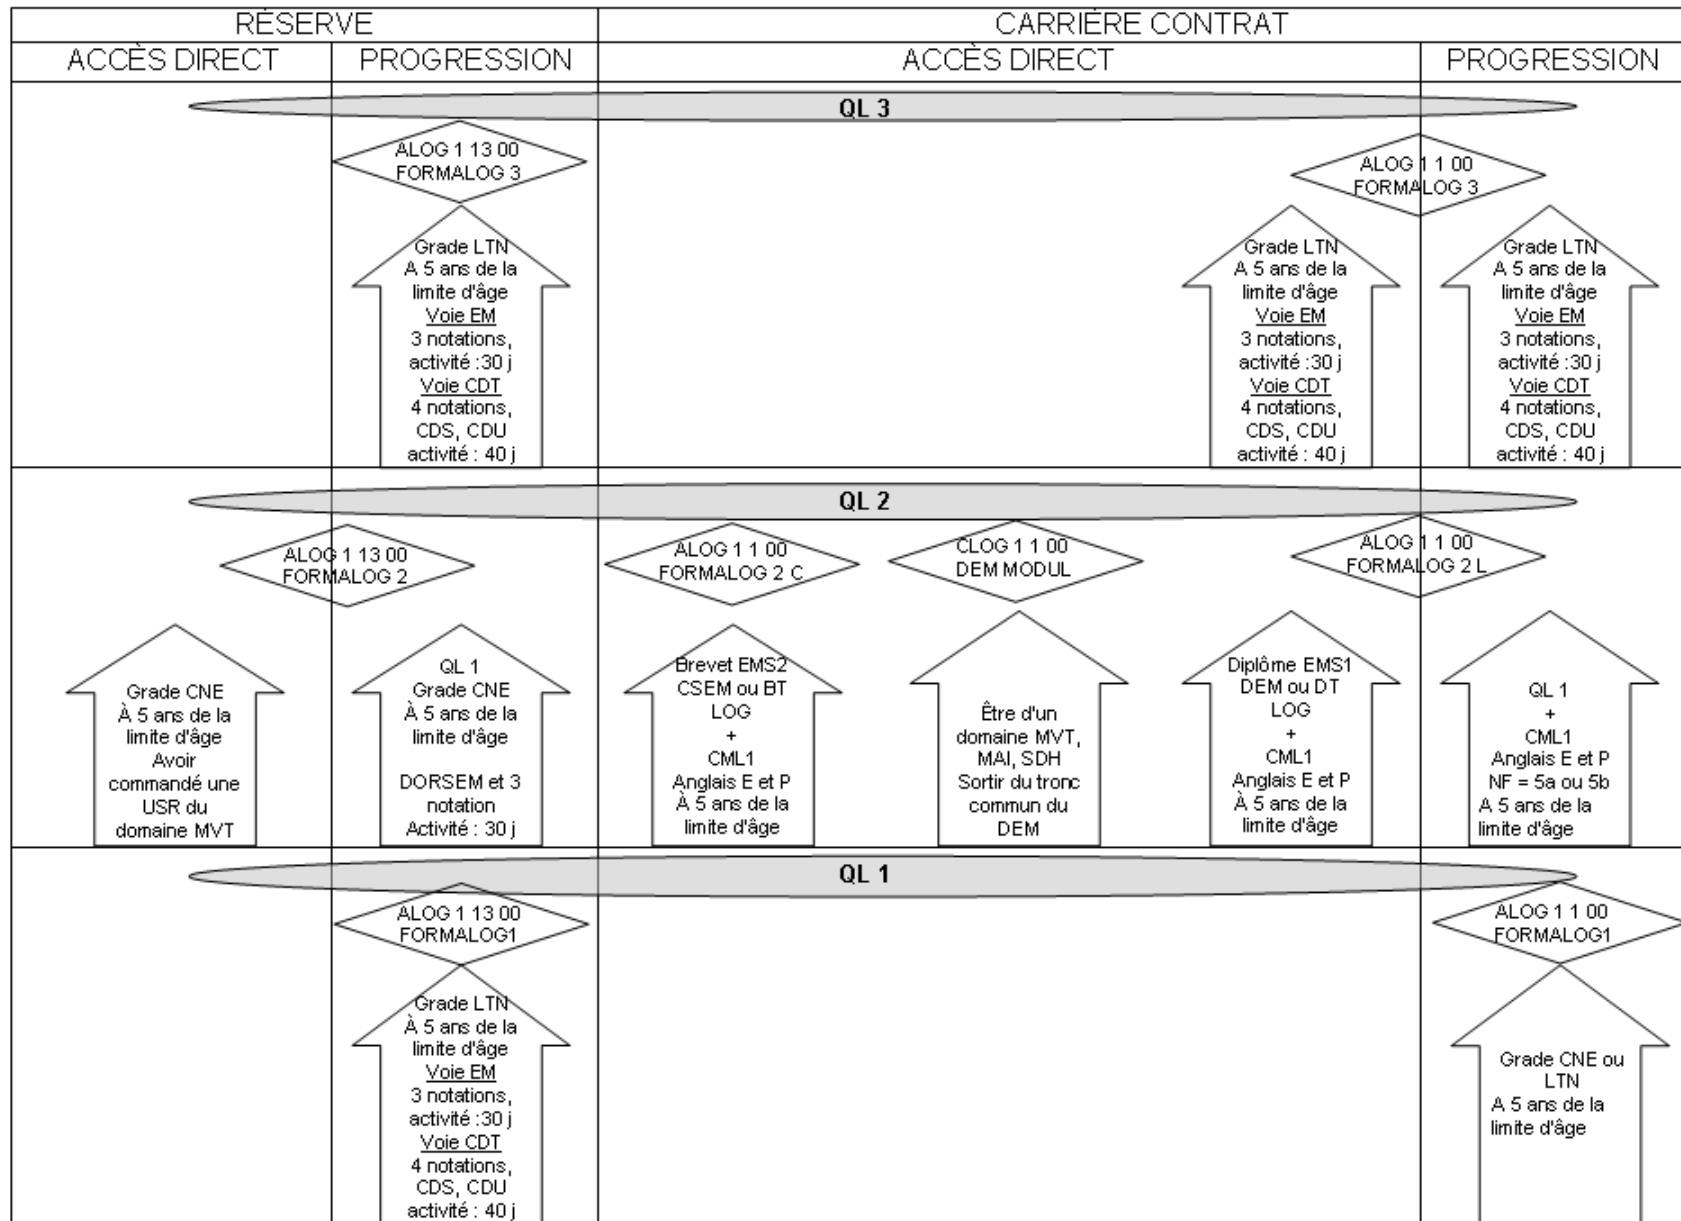 RÉSERVE
CARRIÈRE CONTRAT
ACCÈS DIRECT
PROGRESSION
ACCÈS DIRECT
PROGRESSION
QL 3
ALOG 1 13 00
FORMALOG 3
ALOG 1 1 00
FORMALOG 3
Grade LTN
A 5 ans de la
limite d'âge
Voie EM
3 notations,
activité :30 j
Voie CDT
4 notations,
CDS, CDU
activité : 40 j
Grade LTN
A 5 ans de la
limite d'âge
Voie EM
3 notations,
activité :30 j
Voie CDT
4 notations,
CDS, CDU
activité : 40 j
Grade LTN
A 5 ans de la
limite d'âge
Voie EM
3 notations,
activité :30 j
Voie CDT
4 notations,
CDS, CDU
activité : 40 j
QL 2
ALOG 1 13 00
FORMALOG 2
ALOG 1 1 00
FORMALOG 2 C
CLOG 1 1 00
DEM MODUL
ALOG 1 1 00
FORMALOG 2 L
Grade CNE
À 5 ans de la
limite d'âge
Avoir
commandé une
USR du
domaine MVT
QL 1
Grade CNE
À 5 ans de la
limite d'âge
DORSEM et 3
notation
Activité : 30 j
Brevet EMS2
CSEM ou BT
LOG
+
CML1
Anglais E et P
À 5 ans de la
limite d'âge
Être d'un
domaine MVT,
MAI, SDH
Sortir du tronc
commun du
DEM
Diplôme EMS1
DEM ou DT
LOG
+
CML1
Anglais E et P
À 5 ans de la
limite d'âge
QL 1
+
CML1
Anglais E et P
NF = 5a ou 5b
A 5 ans de la
limite d'âge
QL 1
ALOG 1 13 00
FORMALOG1
ALOG 1 1 00
FORMALOG1
Grade LTN
À 5 ans de la
limite d'âge
Voie EM
3 notations,
activité :30 j
Voie CDT
4 notations,
CDS, CDU
activité : 40 j
Grade CNE ou
LTN
A 5 ans de la
limite d'âge